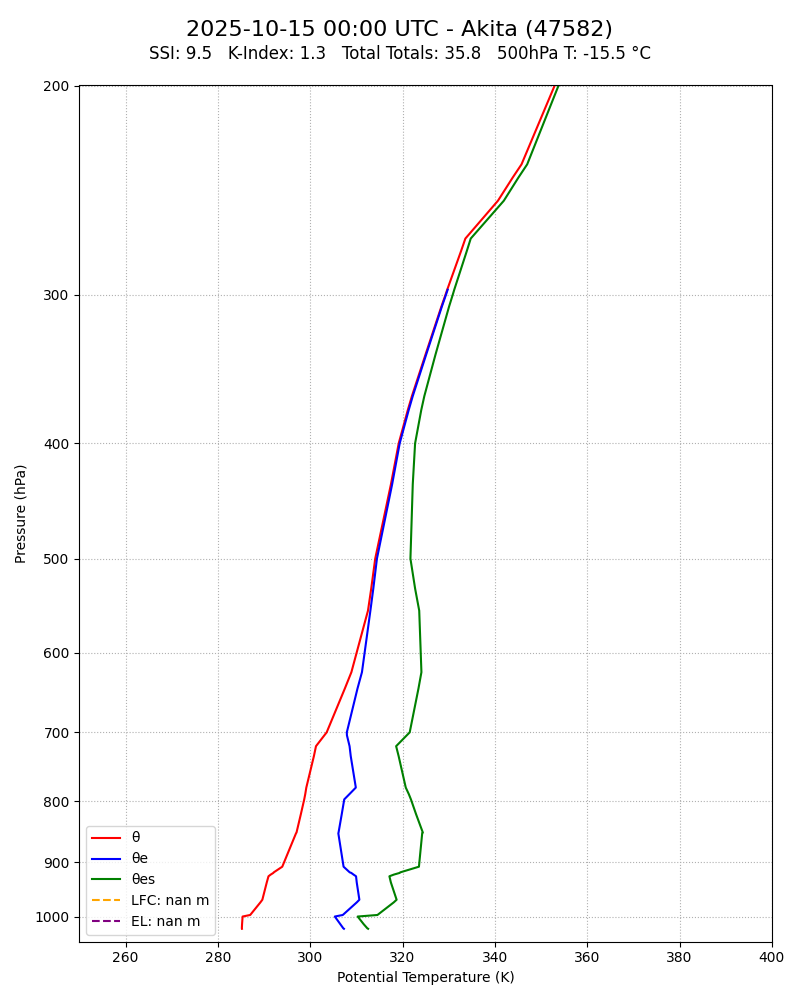 2025-10-15 00:00 UTC - Akita (47582)
SSI: 9.5   K-Index: 1.3   Total Totals: 35.8   500hPa T: -15.5 °C
200
300
400
500
600
700
800
900
1000
Pressure (hPa)
θ
θe
θes
LFC: nan m
EL: nan m
260
280
300
320
340
360
380
400
Potential Temperature (K)